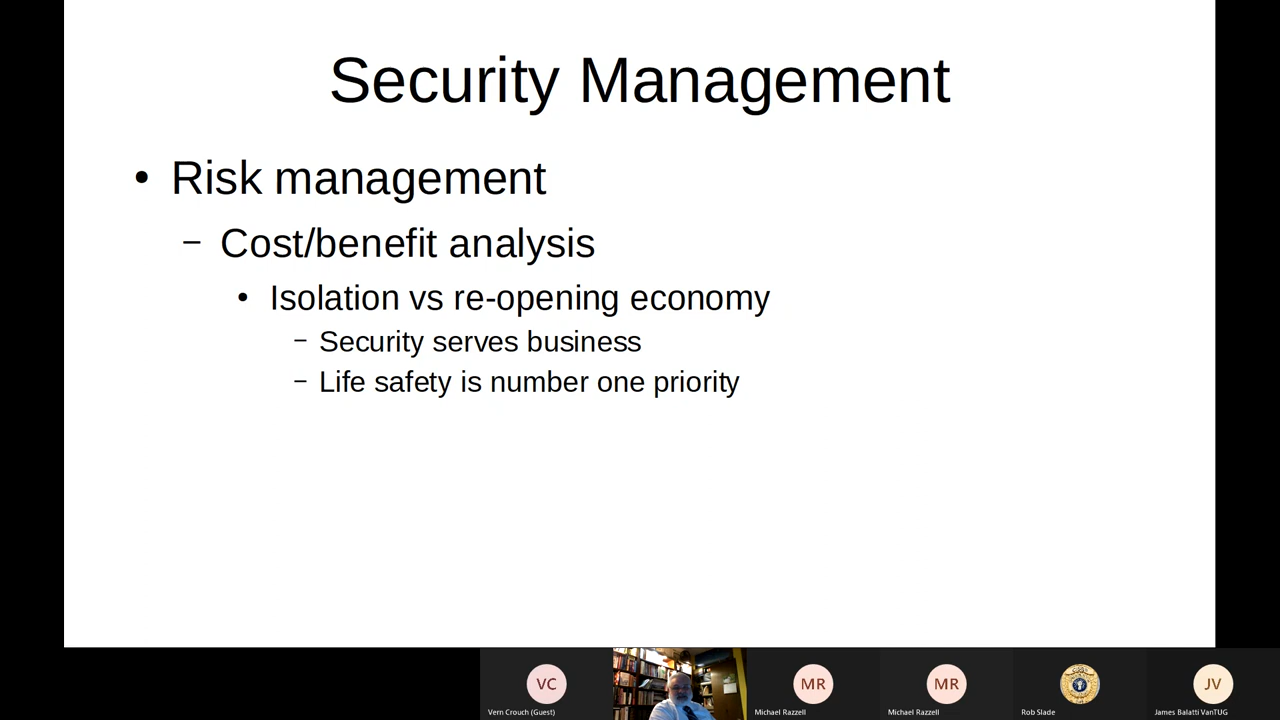 Security Management
• Risk management
– Cost/benefit analysis
• Isolation vs re-opening economy
– Security serves business
– Life safety is number one priority
VC
MR
MR
JV
Vern Crouch (Guest)
Michael Razzell
Michael Razzell
Rob Slade
James Balatti VanTUG